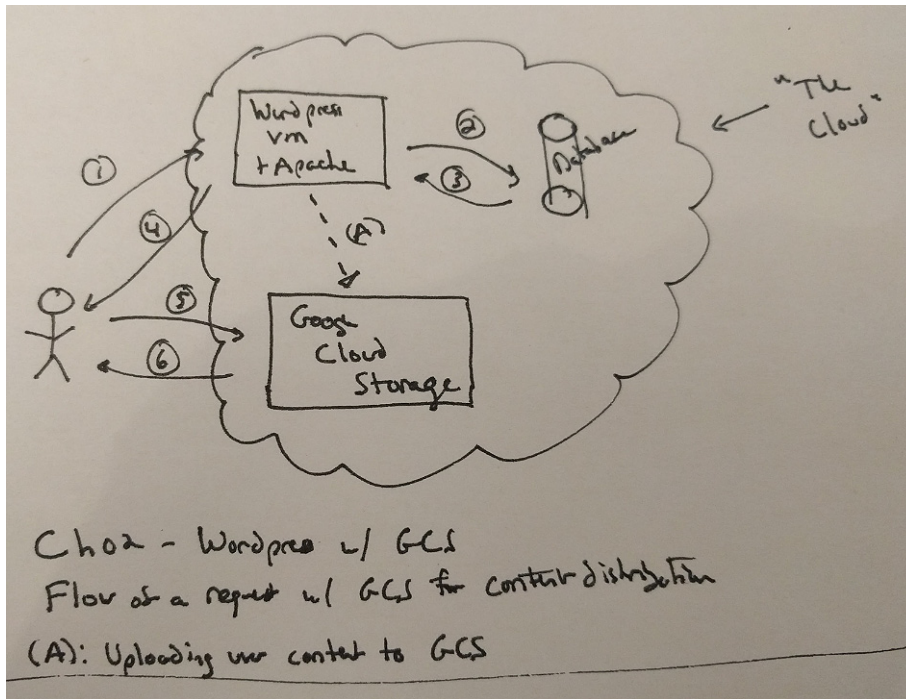 ①
②
③
④
⑤
⑥
Wordpress
vm
+ Apache
Database
"The
Cloud"
(A)
Cloud
Storage
Ch02 - Wordpress w/ GCS
Flow of a request w/ GCS for content distribution
(A): Uploading user content to GCS